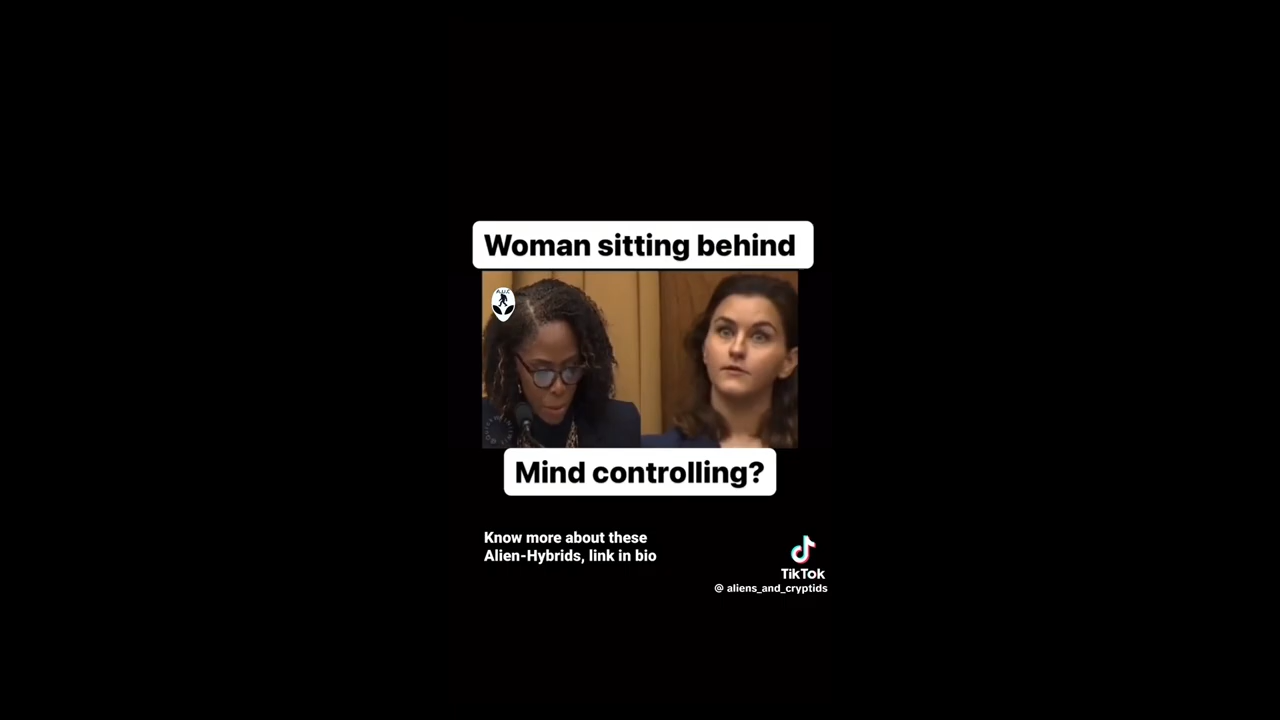 Woman sitting behind
A.U.C
Mind controlling?
Know more about these
Alien-Hybrids, link in bio
TikTok
@ aliens_and_cryptids